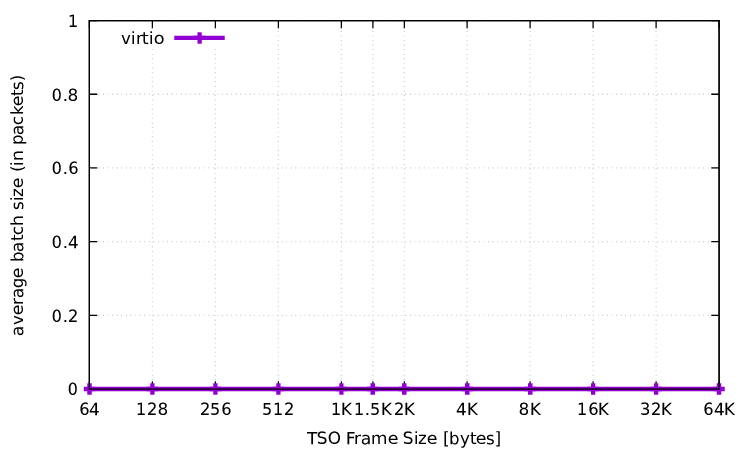 1
virtio
0.8
0.6
0.4
0.2
0
average batch size (in packets)
64 128 256 512 1K 1.5K 2K 4K 8K 16K 32K 64K
TSO Frame Size [bytes]